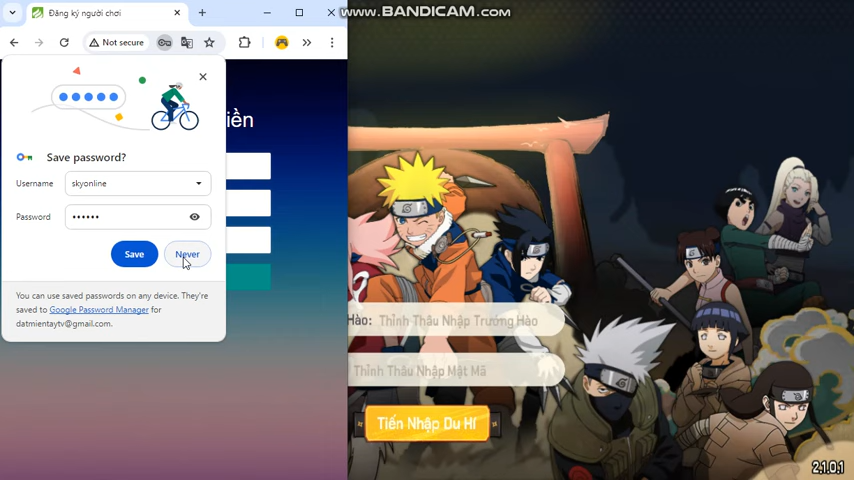 Đăng ký người chơi
www.BANDICAM.com
Not secure
iền
Save password?
Username
skyonline
Password
••••••
Save
Never
You can use saved passwords on any device. They're
saved to Google Password Manager for
datmientaytv@gmail.com.
Hào: Thỉnh Thâu Nhập Trướng Hào
Thỉnh Thâu Nhập Mật Mã
Tiến Nhập Du Hí
2.1.0.1